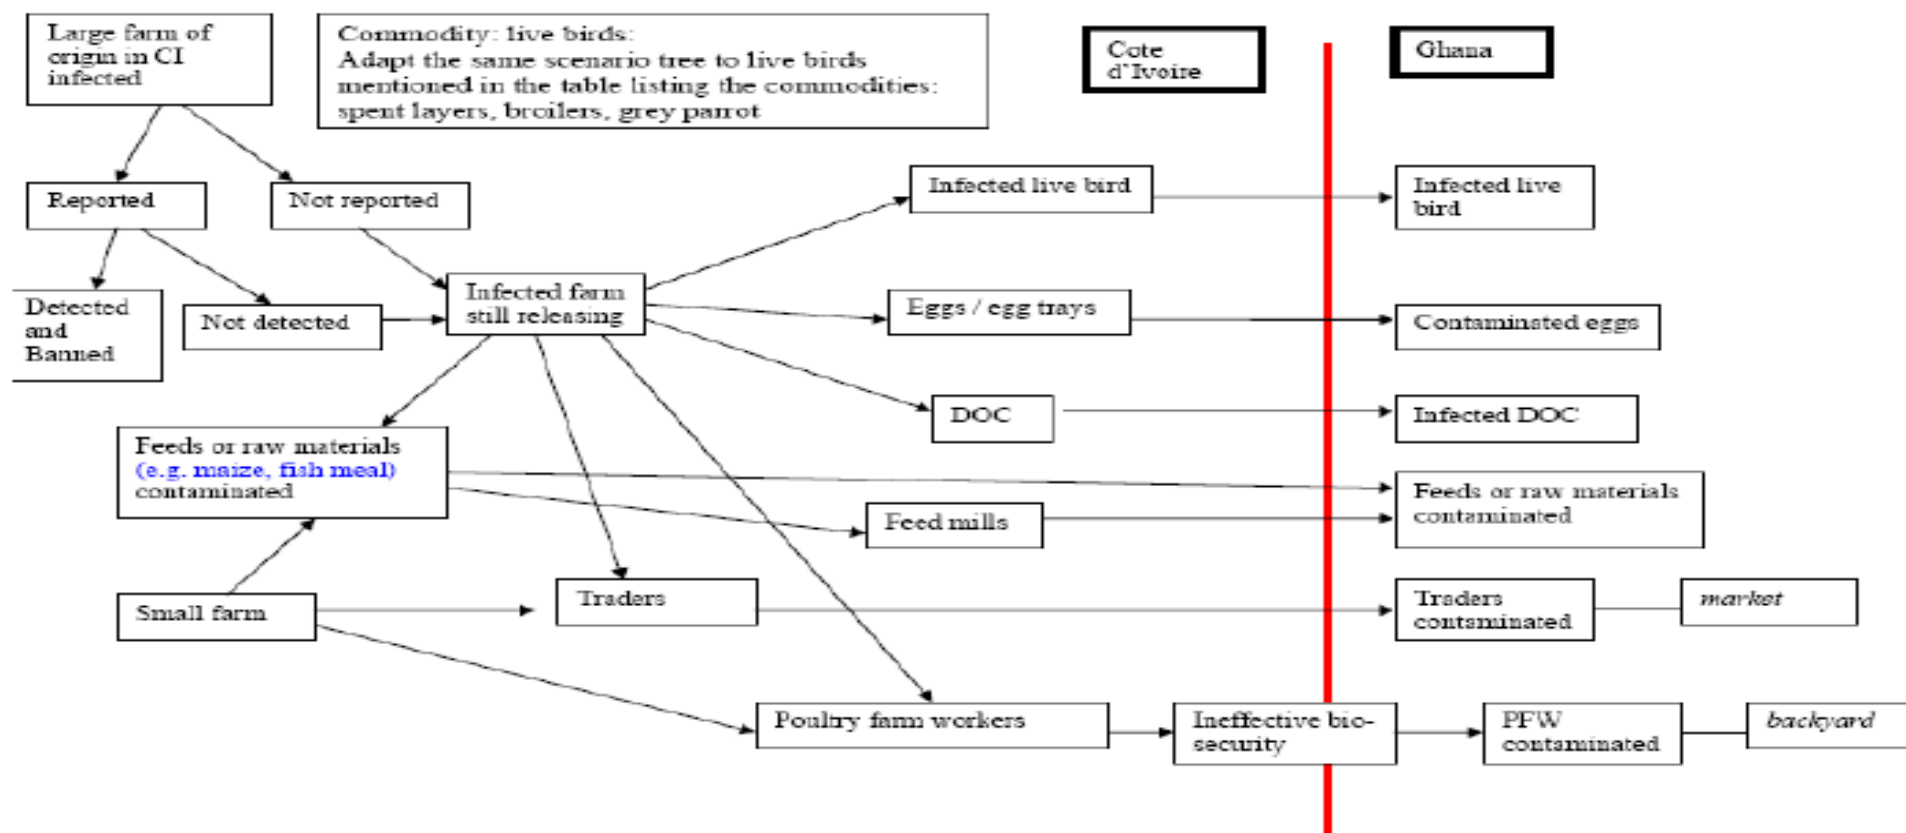 Large farm of
origin in CI
infected
Commodity: live birds:
Adapt the same scenario tree to live birds
mentioned in the table listing the commodities:
spent layers, broilers, grey parrot
Cote
d'Ivoire
Ghana
Reported
Not reported
Infected live bird
Infected live
bird
Detected
and
Banned
Not detected
Infected farm
still releasing
Eggs / egg trays
Contaminated eggs
DOC
Infected DOC
Feeds or raw materials
(e.g. maize, fish meal)
contaminated
Feed mills
Feeds or raw materials
contaminated
Small farm
Traders
Traders
contaminated
market
Poultry farm workers
Ineffective bio-
security
PFW
contaminated
backyard